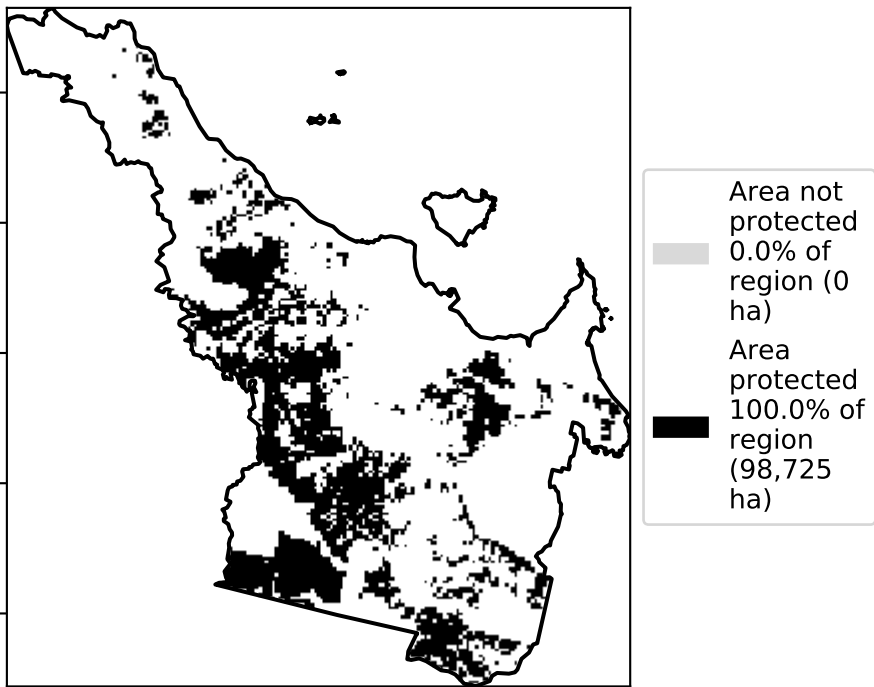 Area not
protected
0.0% of
region (0
ha)
Area
protected
100.0% of
region
(98,725
ha)